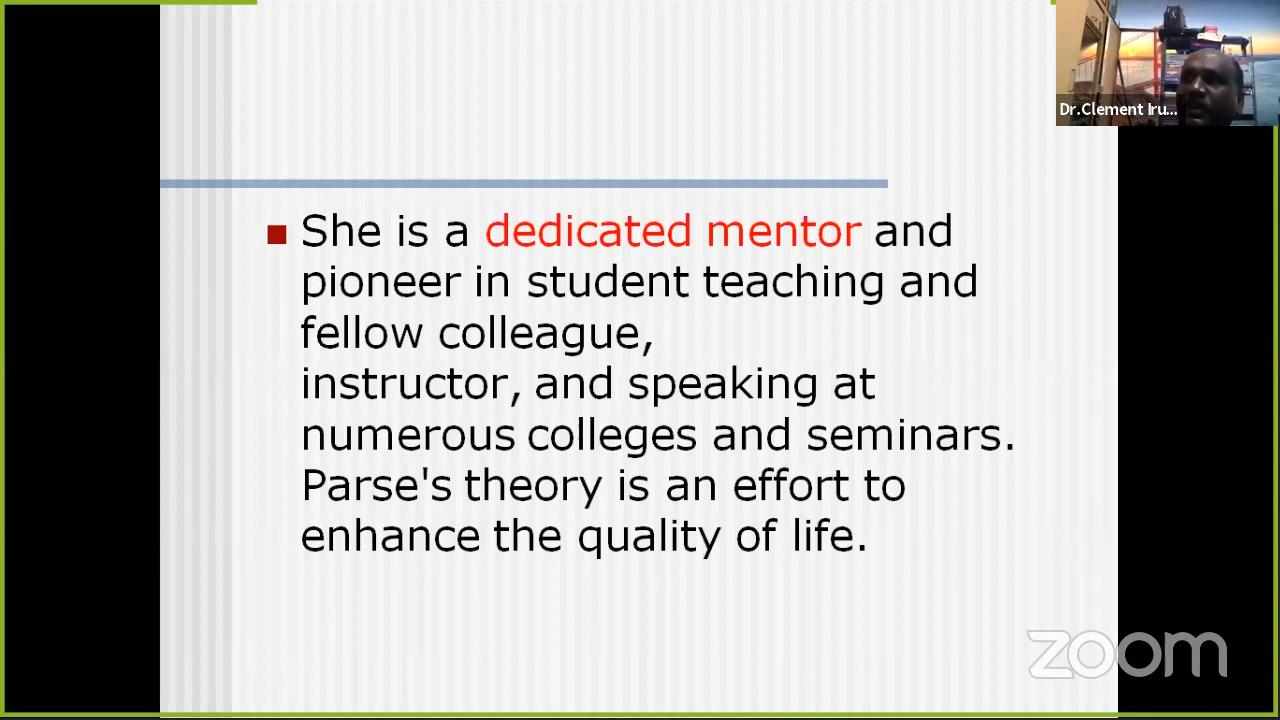 Dr.Clement Iru...
She is a dedicated mentor and
pioneer in student teaching and
fellow colleague,
instructor, and speaking at
numerous colleges and seminars.
Parse's theory is an effort to
enhance the quality of life.
zoom